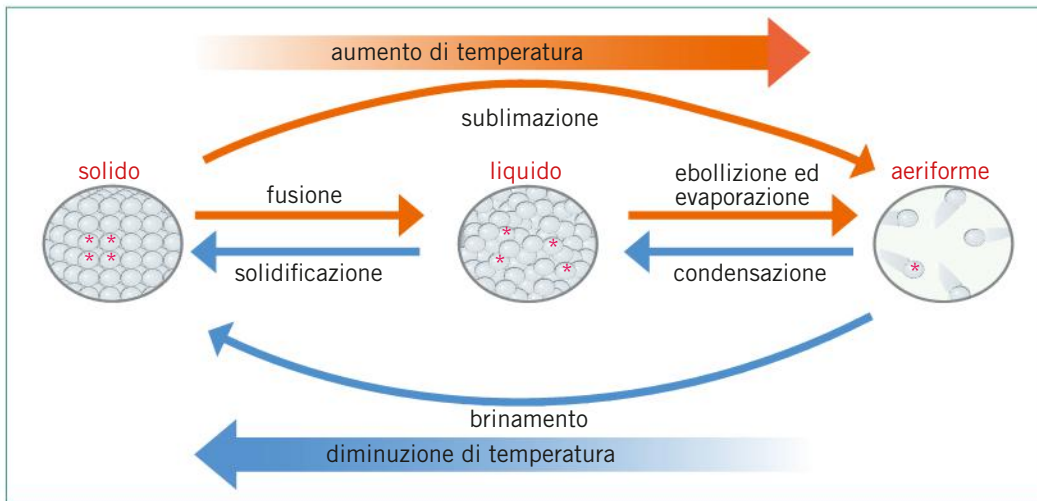 aumento di temperatura
sublimazione
solido
liquido
aeriforme
fusione
ebollizione ed
evaporazione
* *
* *
*
*
*
*
*
solidificazione
condensazione
brinamento
diminuzione di temperatura